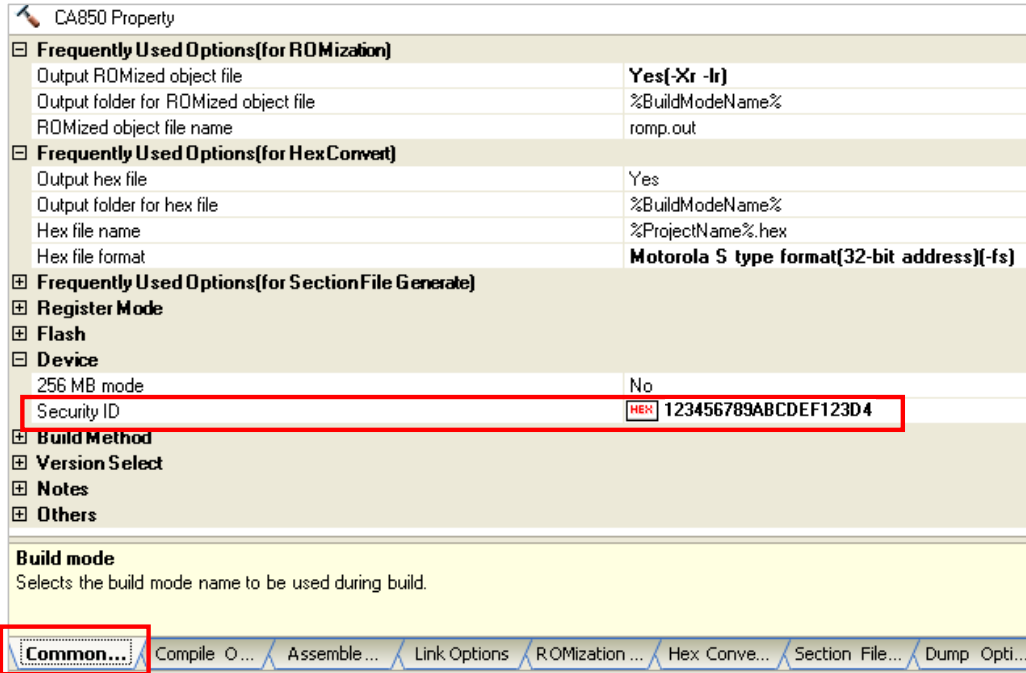 CA850 Property
Frequently Used Options(for ROMization)
Output ROMized object file Yes(-Xr -lr)
Output folder for ROMized object file %BuildModeName%
ROMized object file name romp.out
Frequently Used Options(for Hex Convert)
Output hex file Yes
Output folder for hex file %BuildModeName%
Hex file name %ProjectName%.hex
Hex file format Motorola S type format(32-bit address)(-fs)
Frequently Used Options(for Section File Generate)
Register Mode
Flash
Device
256 MB mode No
Security ID HEX 123456789ABCDEF123D4
Build Method
Version Select
Notes
Others
Build mode
Selects the build mode name to be used during build.
Common... Compile O... Assemble... Link Options ROMization ... Hex Conve... Section File... Dump Opti...